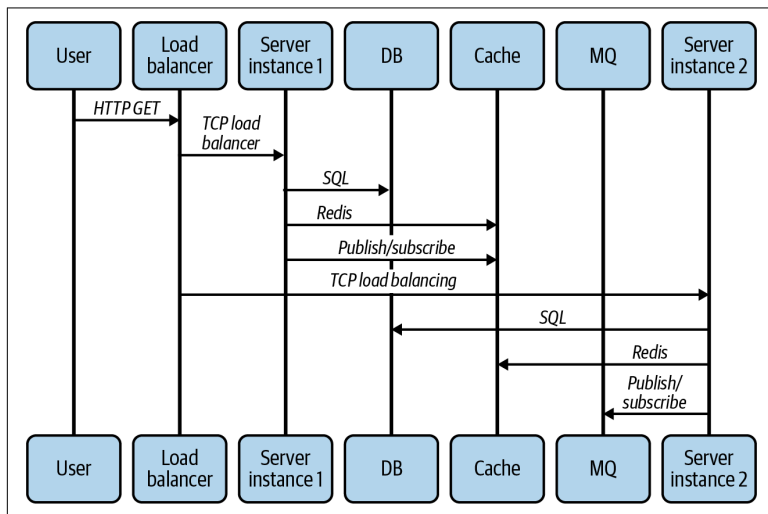 User
Load
balancer
Server
instance 1
DB
Cache
MQ
Server
instance 2
HTTP GET
TCP load
balancer
SQL
Redis
Publish/subscribe
TCP load balancing
SQL
Redis
Publish/
subscribe
User
Load
balancer
Server
instance 1
DB
Cache
MQ
Server
instance 2